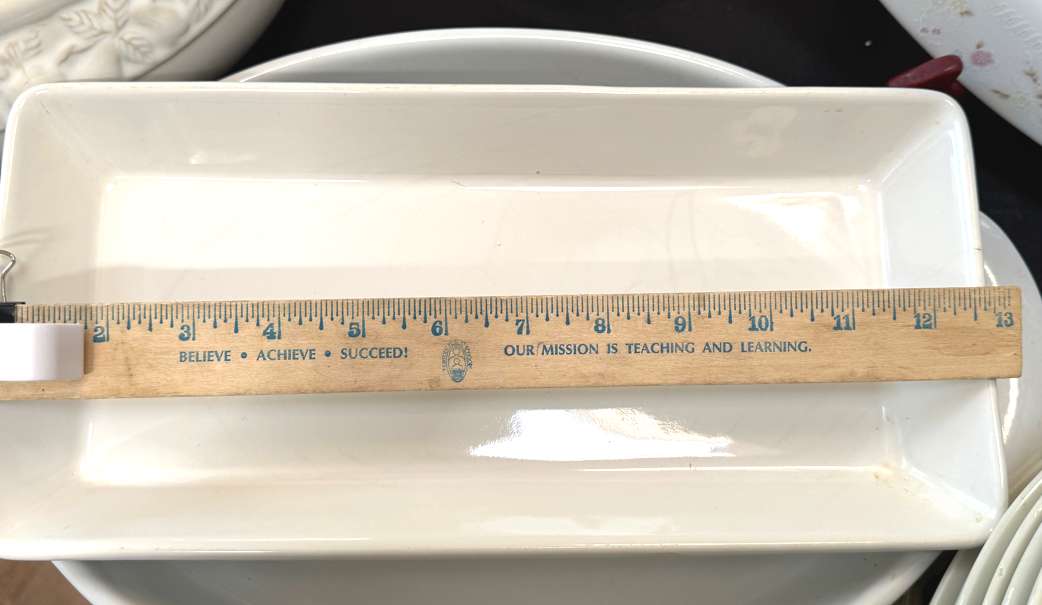 2 3 4 5 6 7 8 9 10 11 12 13
BELIEVE • ACHIEVE • SUCCEED! OUR MISSION IS TEACHING AND LEARNING.